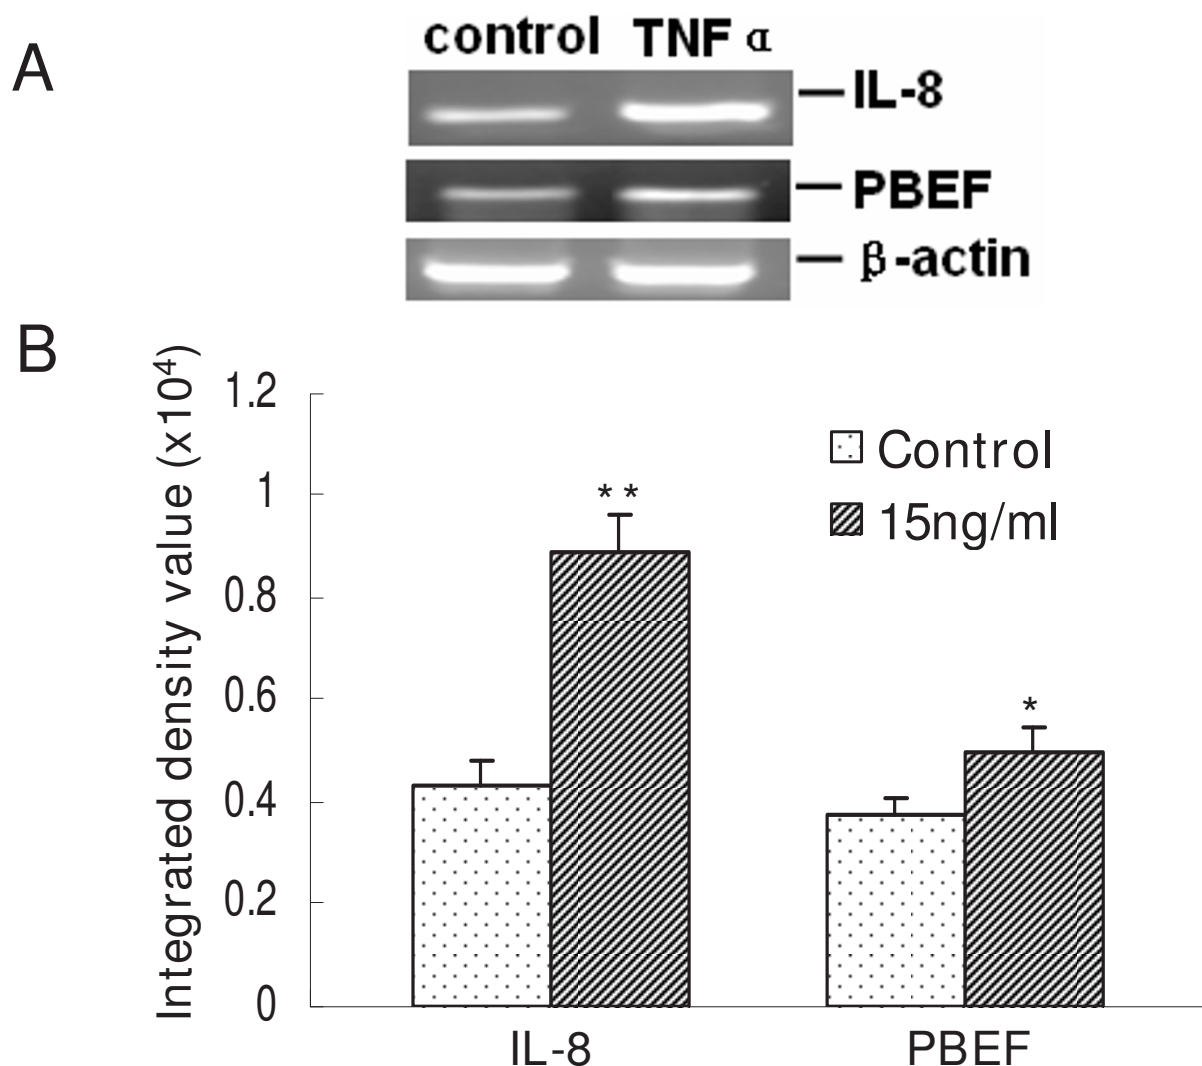 A
control TNF α
IL-8
PBEF
β-actin
B
Integrated density value (x10⁴)
1.2
1
0.8
0.6
0.4
0.2
0
Control
15ng/ml
**
*
IL-8 PBEF